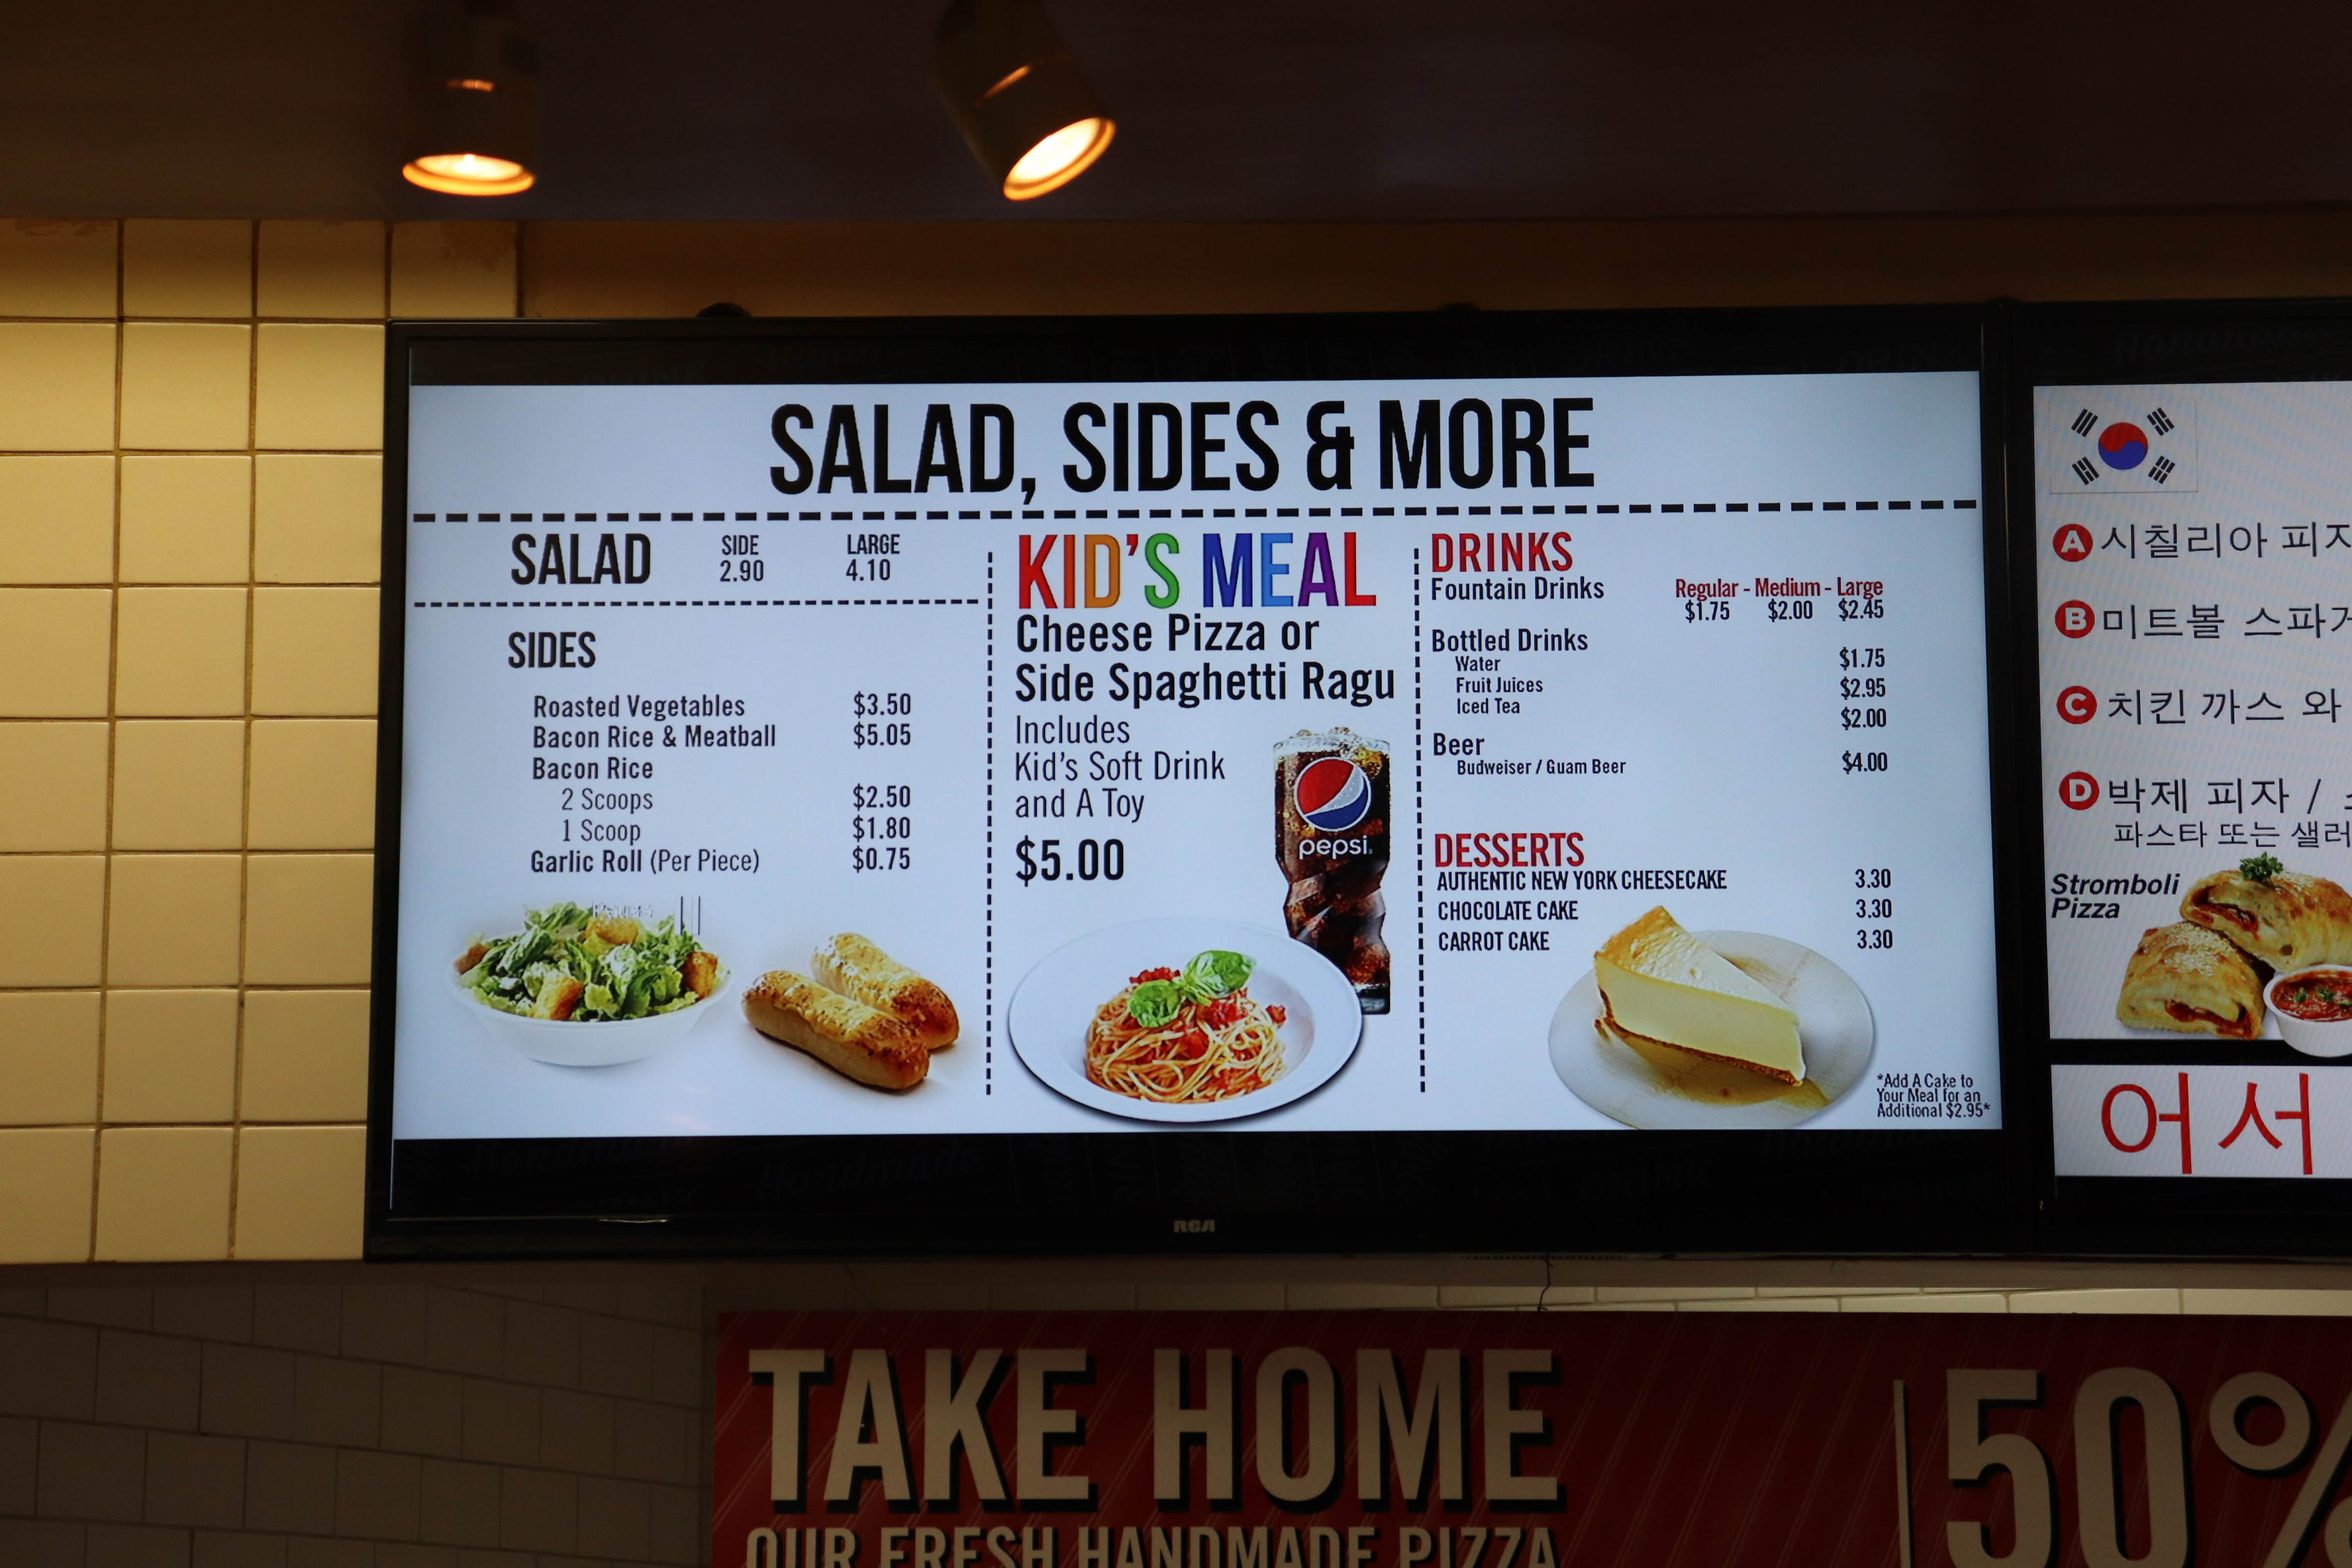 SALAD, SIDES & MORE
SALAD
SIDE LARGE
2.90 4.10
SIDES
Roasted Vegetables $3.50
Bacon Rice & Meatball $5.05
Bacon Rice
2 Scoops $2.50
1 Scoop $1.80
Garlic Roll (Per Piece) $0.75
KID'S MEAL
Cheese Pizza or
Side Spaghetti Ragu
Includes
Kid's Soft Drink
and A Toy
$5.00
pepsi
DRINKS
Fountain Drinks Regular - Medium - Large
$1.75 $2.00 $2.45
Bottled Drinks
Water $1.75
Fruit Juices $2.95
Iced Tea $2.00
Beer
Budweiser / Guam Beer $4.00
DESSERTS
AUTHENTIC NEW YORK CHEESECAKE 3.30
CHOCOLATE CAKE 3.30
CARROT CAKE 3.30
*Add A Cake to
Your Meal for an
Additional $2.95*
RCA
A 시칠리아 피자
B 미트볼 스파게
C 치킨 까스 와
D 박제 피자 /
파스타 또는 샐러
Stromboli
Pizza
어서
TAKE HOME
OUR FRESH HANDMADE PIZZA
50%